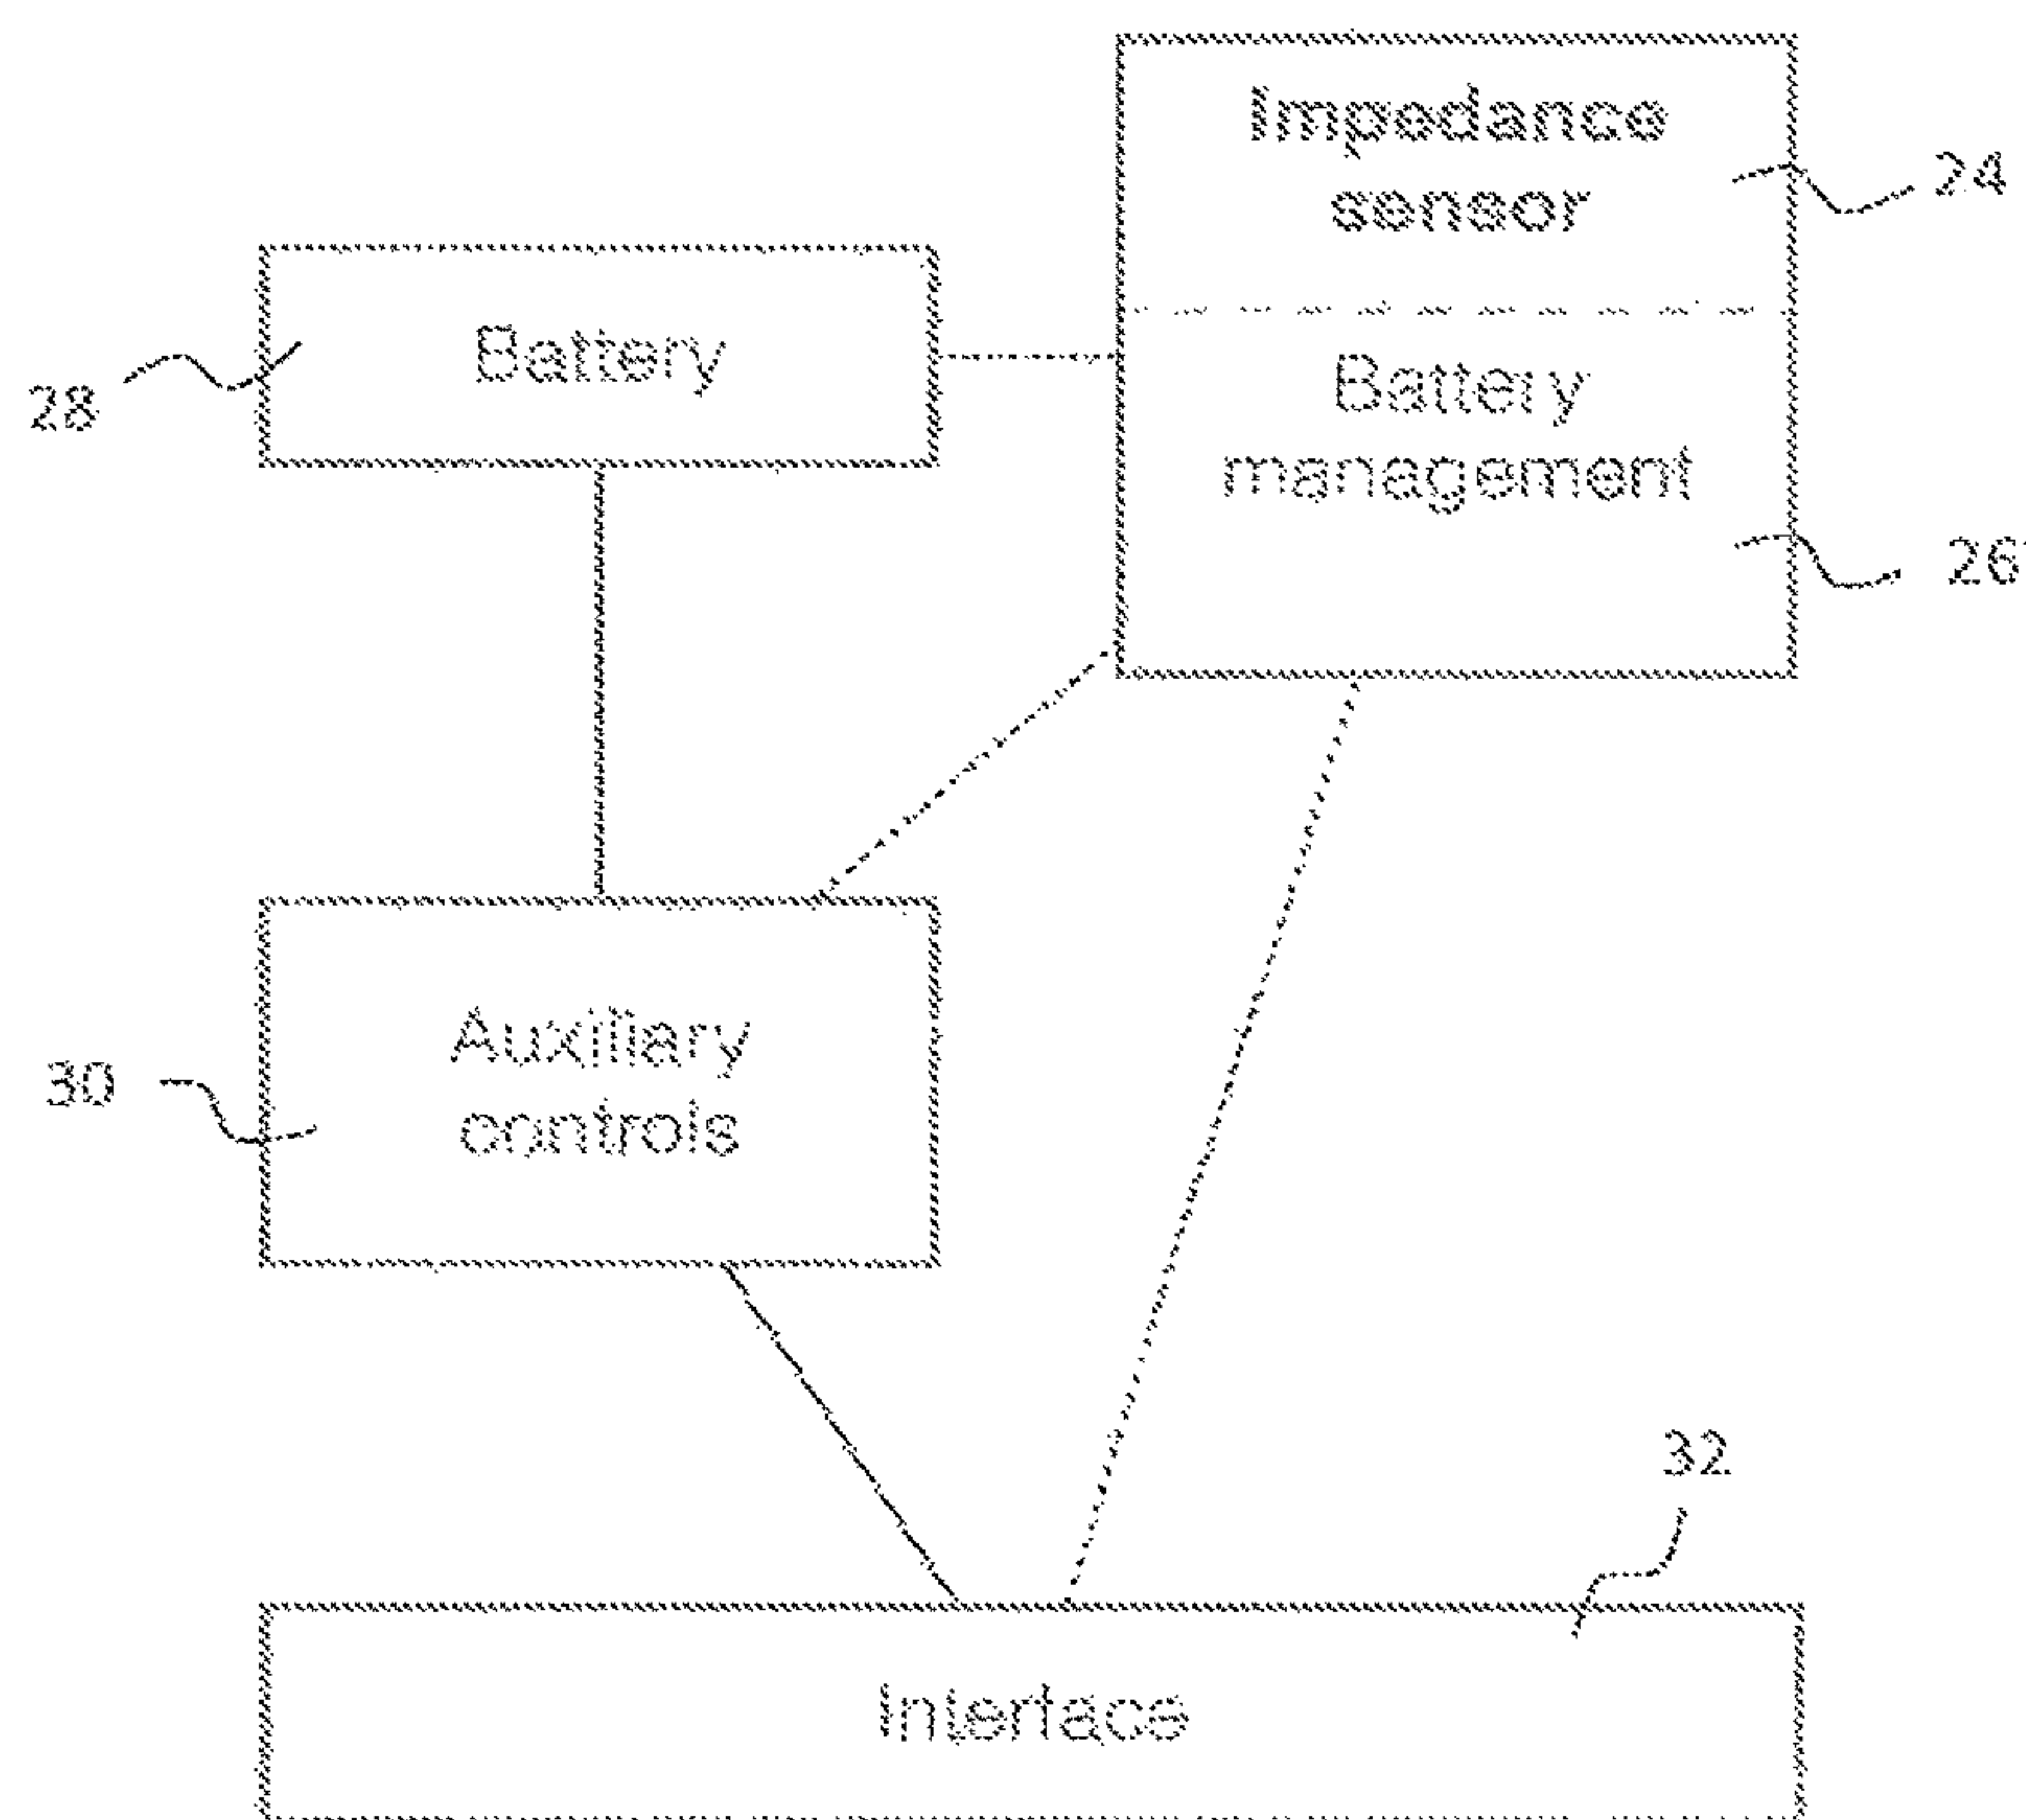 Impedance
sensor
24
Battery
28
Battery
management
26
Auxiliary
controls
30
32
Interface